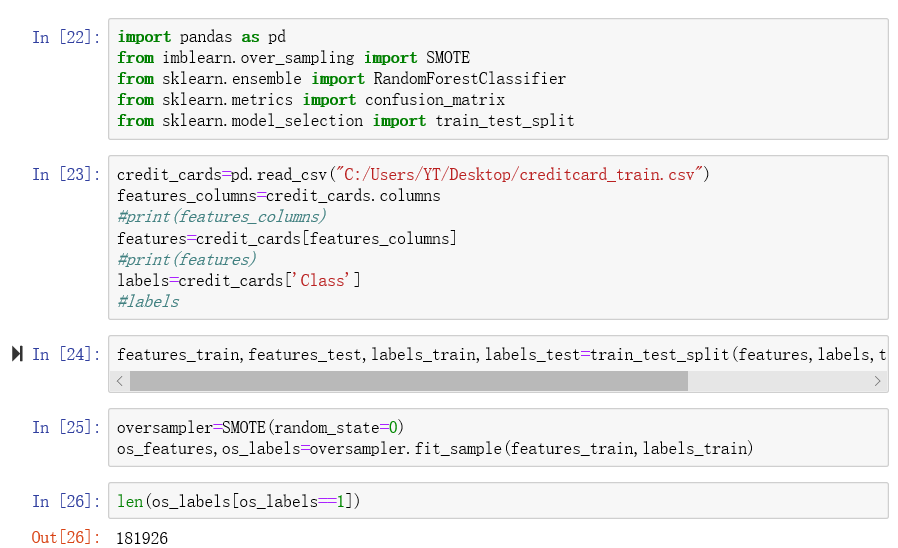 In [22]:
import pandas as pd
from imblearn.over_sampling import SMOTE
from sklearn.ensemble import RandomForestClassifier
from sklearn.metrics import confusion_matrix
from sklearn.model_selection import train_test_split
In [23]:
credit_cards=pd.read_csv("C:/Users/YT/Desktop/creditcard_train.csv")
features_columns=credit_cards.columns
#print(features_columns)
features=credit_cards[features_columns]
#print(features)
labels=credit_cards['Class']
#labels
In [24]:
features_train,features_test,labels_train,labels_test=train_test_split(features,labels,t
In [25]:
oversampler=SMOTE(random_state=0)
os_features,os_labels=oversampler.fit_sample(features_train,labels_train)
In [26]:
len(os_labels[os_labels==1])
Out[26]:
181926